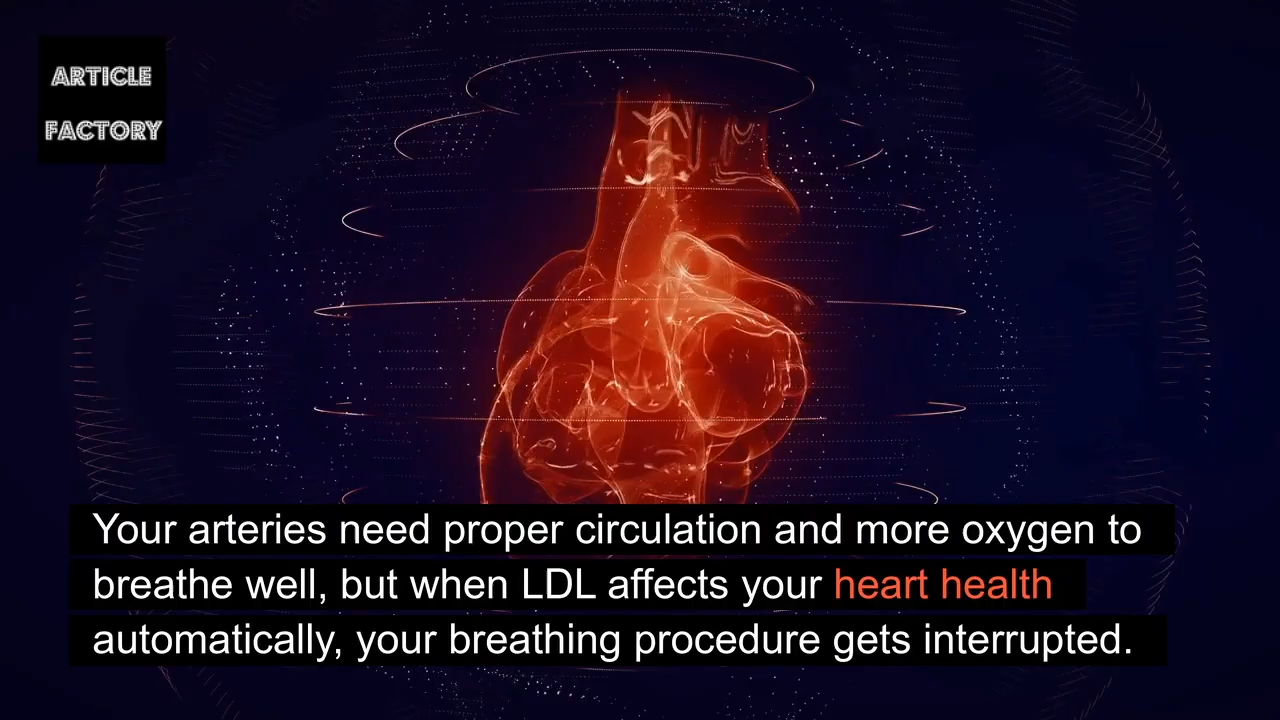 ARTICLE
FACTORY
Your arteries need proper circulation and more oxygen to
breathe well, but when LDL affects your heart health
automatically, your breathing procedure gets interrupted.